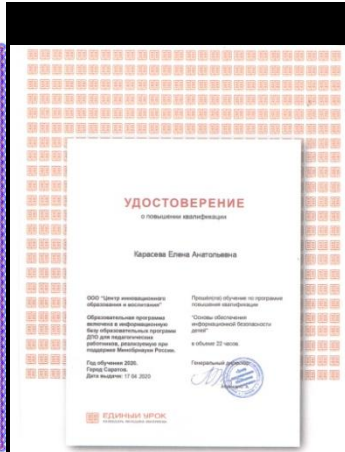 УДОСТОВЕРЕНИЕ
о повышении квалификации
Карасева Елена Анатольевна
ООО "Центр инновационного
образования и воспитания"
Образовательная программа
включена в информационную
базу образовательных программ
ДПО для педагогических
работников, реализуемую при
поддержке Минобрнауки России.
Год обучения 2020.
Город Саратов.
Дата выдачи: 17.04.2020
Прошел(ла) обучение по программе
повышения квалификации
"Основы обеспечения
информационной безопасности
детей"
в объеме 22 часов.
Генеральный директор
ЕДИНЫЙ УРОК